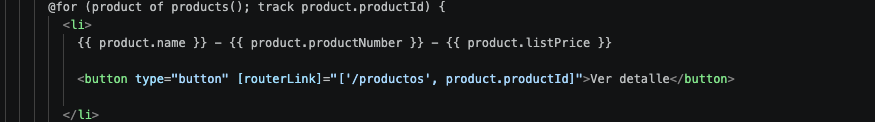 @for (product of products(); track product.productId) {
<li>
{{ product.name }} – {{ product.productNumber }} – {{ product.listPrice }}
<button type="button" [routerLink]="['/productos', product.productId]">Ver detalle</button>
</li>